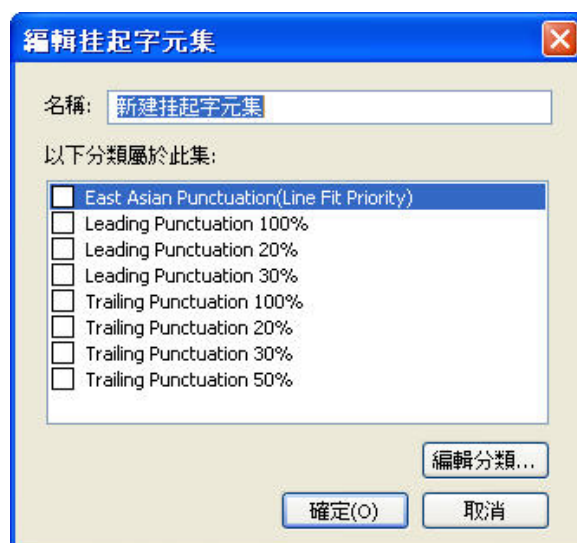 編輯挂起字元集
名稱: 新建挂起字元集
以下分類屬於此集:
East Asian Punctuation(Line Fit Priority)
Leading Punctuation 100%
Leading Punctuation 20%
Leading Punctuation 30%
Trailing Punctuation 100%
Trailing Punctuation 20%
Trailing Punctuation 30%
Trailing Punctuation 50%
編輯分類...
確定(O) 取消